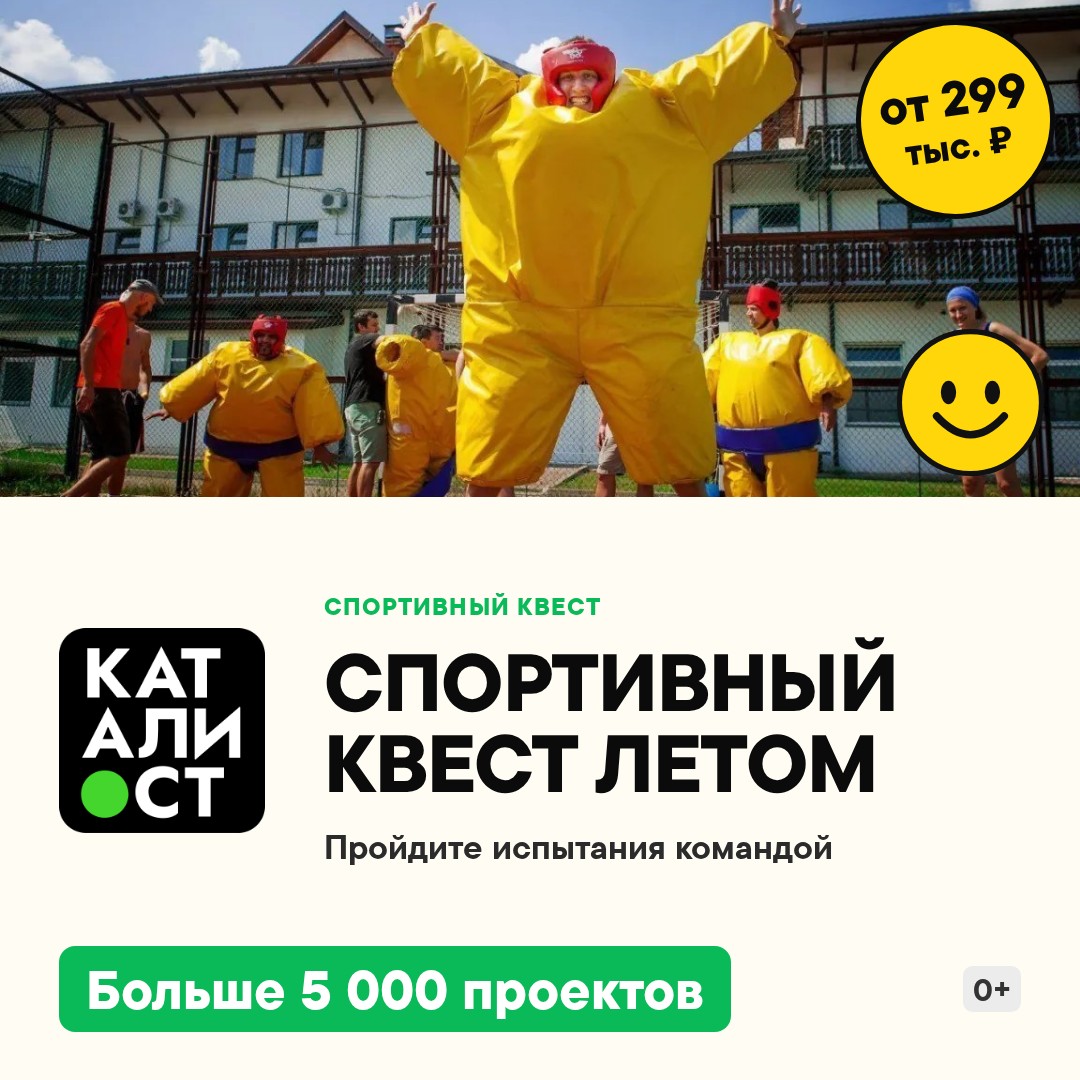 от 299
тыс. ₽
СПОРТИВНЫЙ КВЕСТ
КАТ
АЛИ
СТ
СПОРТИВНЫЙ
КВЕСТ ЛЕТОМ
Пройдите испытания командой
Больше 5 000 проектов
0+